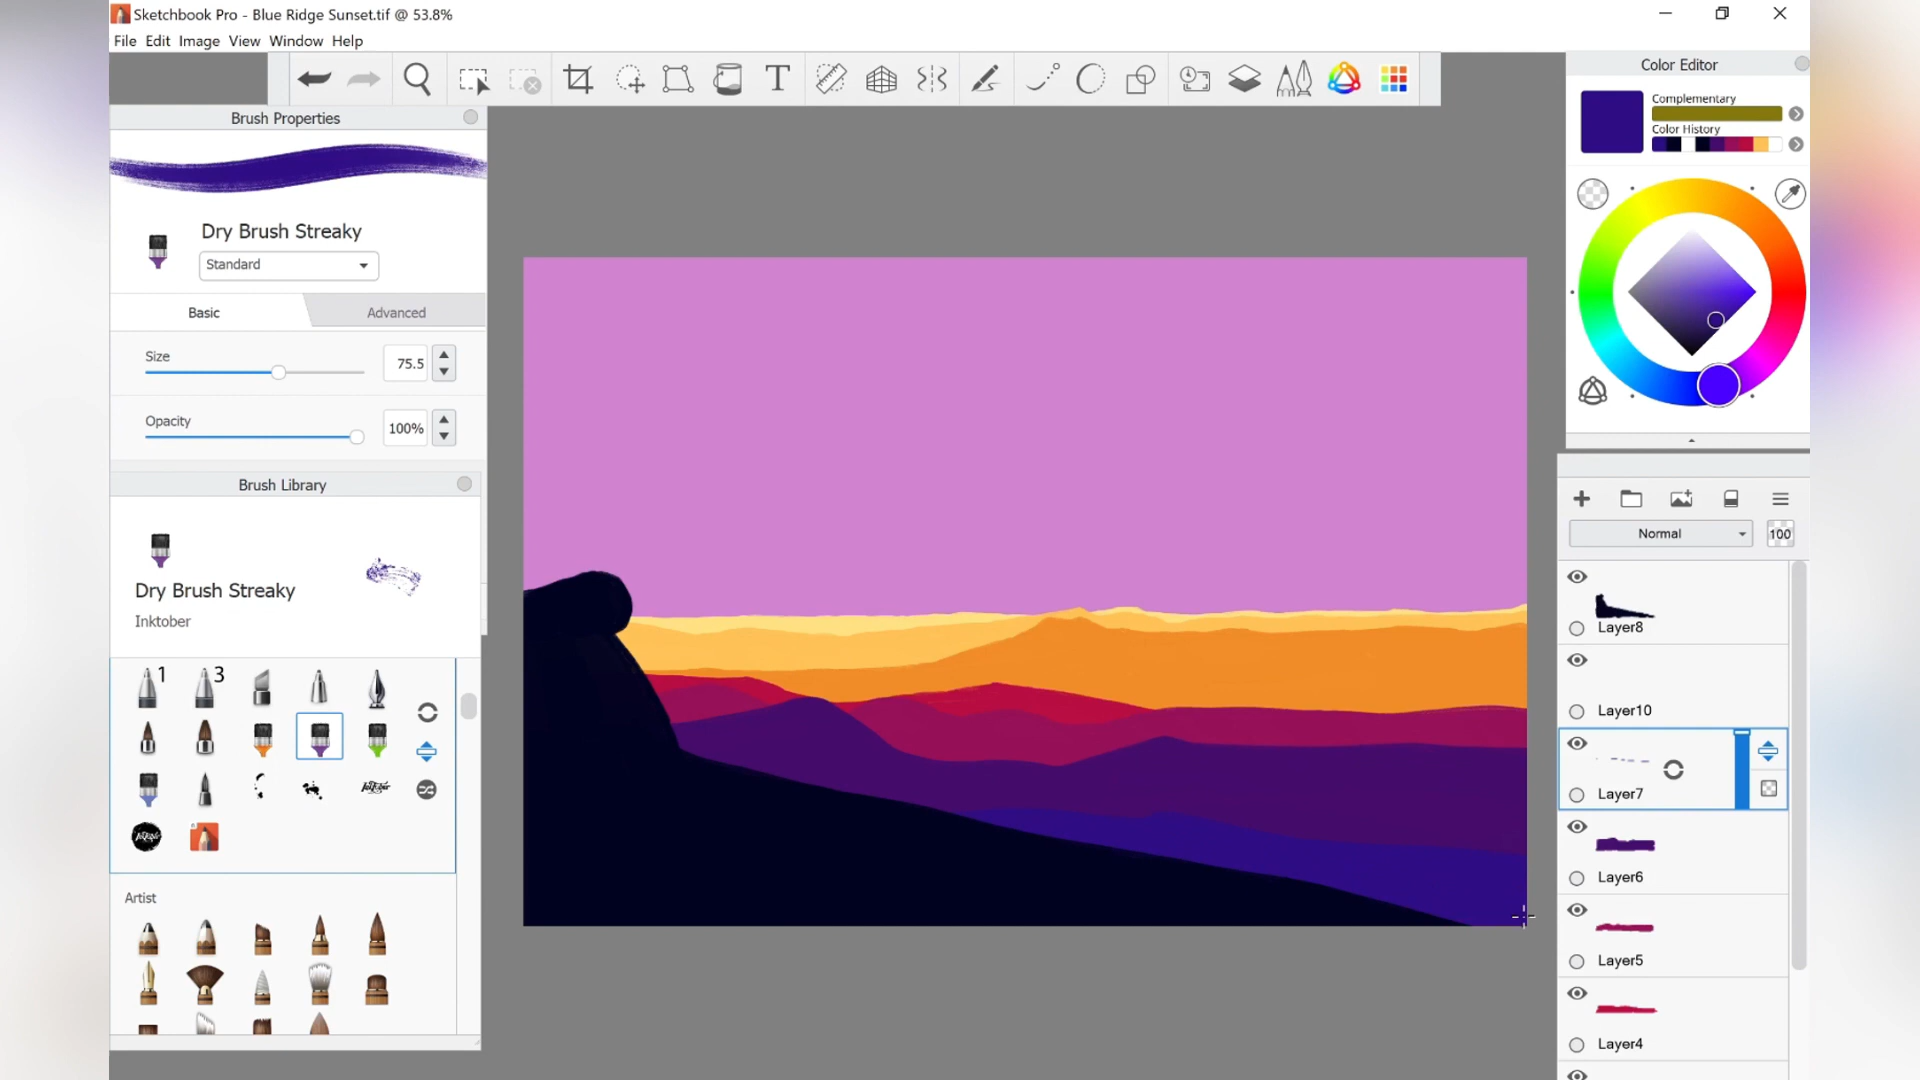 Sketchbook Pro - Blue Ridge Sunset.tif @ 53.8%
File Edit Image View Window Help
T
Brush Properties
Dry Brush Streaky
Standard
Basic Advanced
Size
75.5
Opacity
100%
Brush Library
Dry Brush Streaky
Inktober
1 3
Artist
Color Editor
Complementary
Color History
Normal 100
Layer8
Layer10
Layer7
Layer6
Layer5
Layer4